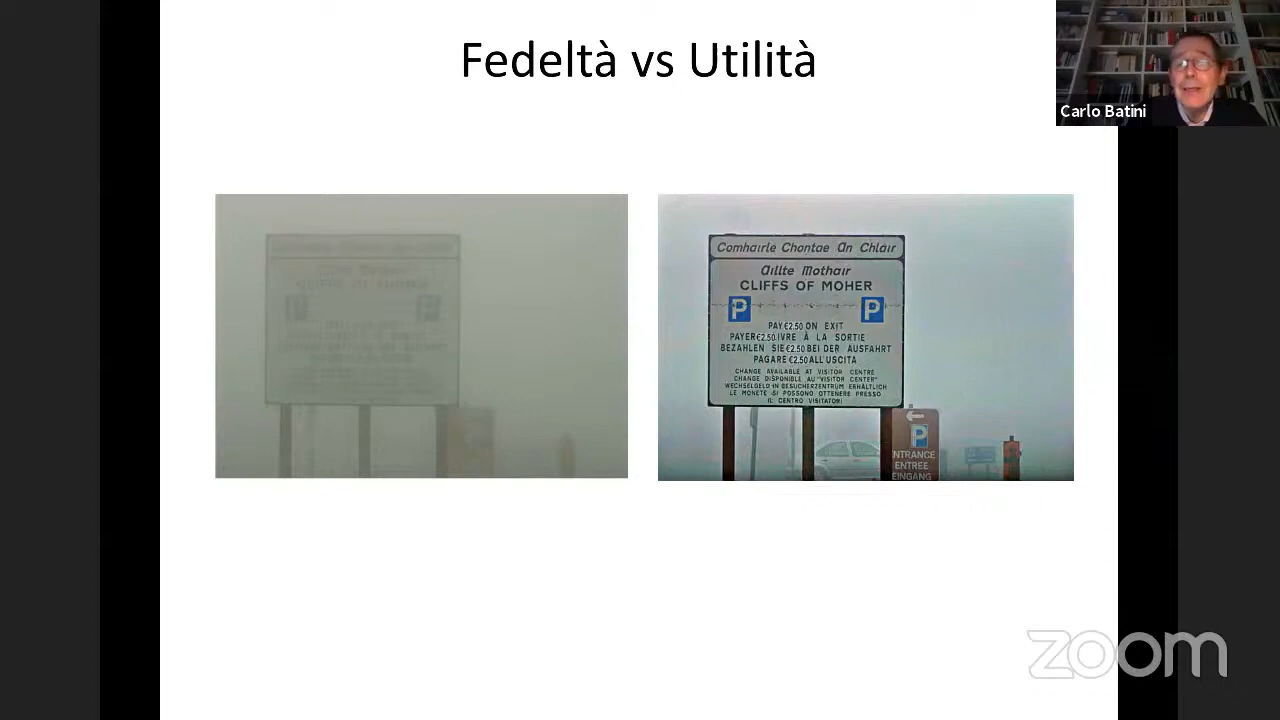 Fedeltà vs Utilità
Carlo Batini
Comhairle Chontae An Chláir
Aillte Mothair
CLIFFS OF MOHER
P P
PAY €2.50 ON EXIT
PAYER €2.50 IVRE À LA SORTIE
BEZAHLEN SIE €2.50 BEI DER AUSFAHRT
PAGARE €2.50 ALL'USCITA
CHANGE AVAILABLE AT VISITOR CENTRE
CHANGE DISPONIBLE AU "VISITOR CENTER"
WECHSELGELD IN BESUCHERZENTRUM ERHÄLTLICH
LE MONETE SI POSSONO OTTENERE PRESSO
IL CENTRO VISITATORI
P
NTRANCE
ENTREE
EINGANG
zoom